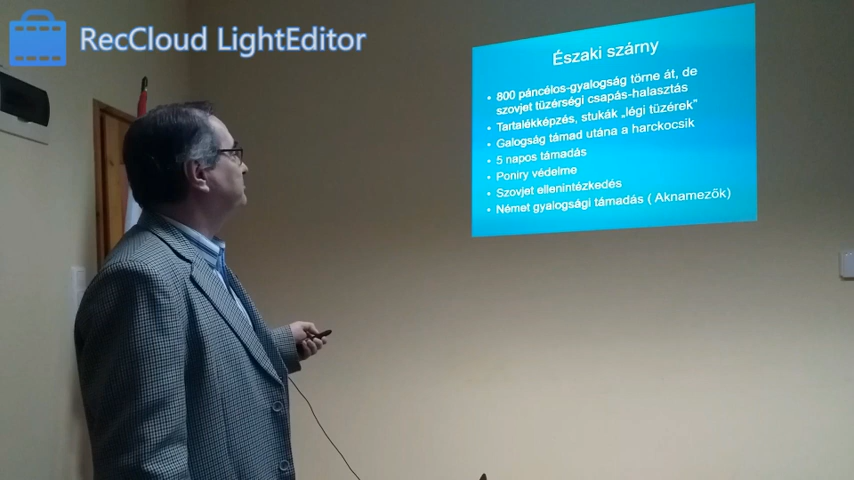 RecCloud LightEditor
Északi szárny
• 800 páncélos-gyalogság törne át, de
szovjet tüzérségi csapás-halasztás
• Tartalékképzés, stukák „légi tüzérek”
• Galogság támad utána a harckocsik
• 5 napos támadás
• Poniry védelme
• Szovjet ellenintézkedés
• Német gyalogsági támadás ( Aknamezők)